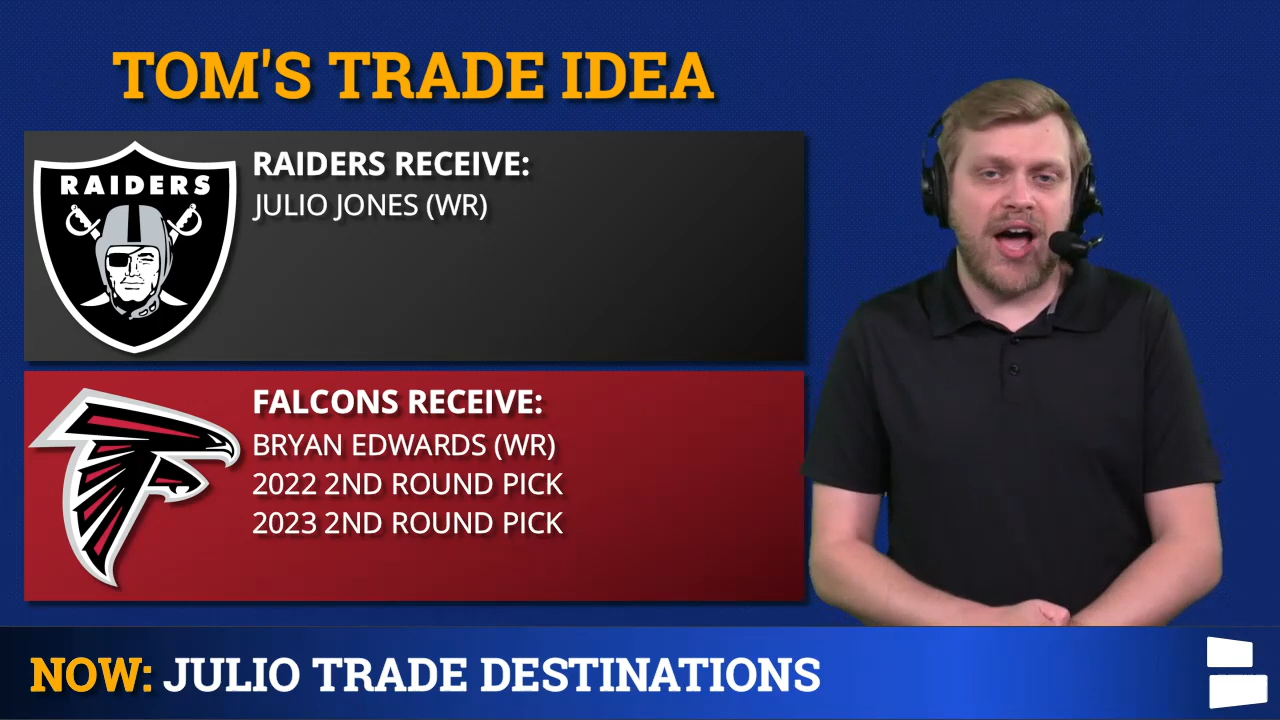 TOM'S TRADE IDEA
RAIDERS
RAIDERS RECEIVE:
JULIO JONES (WR)
FALCONS RECEIVE:
BRYAN EDWARDS (WR)
2022 2ND ROUND PICK
2023 2ND ROUND PICK
NOW: JULIO TRADE DESTINATIONS